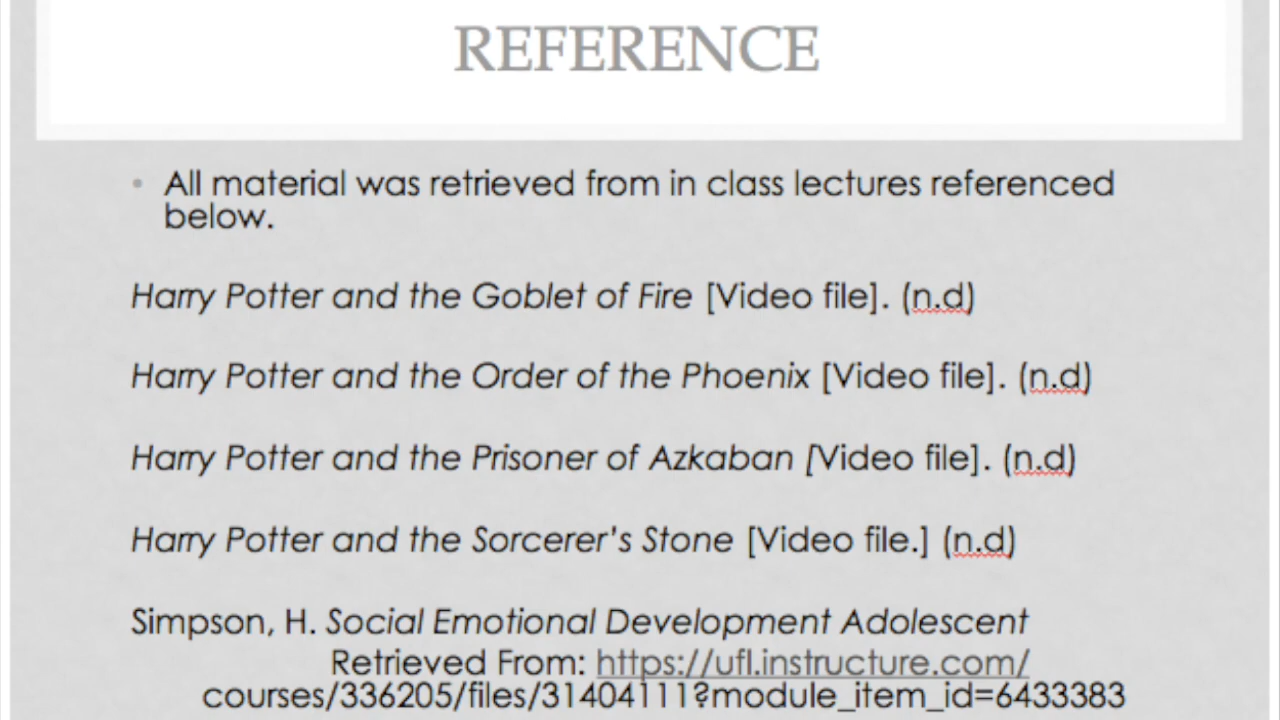 REFERENCE
• All material was retrieved from in class lectures referenced
below.
Harry Potter and the Goblet of Fire [Video file]. (n.d)
Harry Potter and the Order of the Phoenix [Video file]. (n.d)
Harry Potter and the Prisoner of Azkaban [Video file]. (n.d)
Harry Potter and the Sorcerer's Stone [Video file.] (n.d)
Simpson, H. Social Emotional Development Adolescent
Retrieved From: https://ufl.instructure.com/
courses/336205/files/31404111?module_item_id=6433383